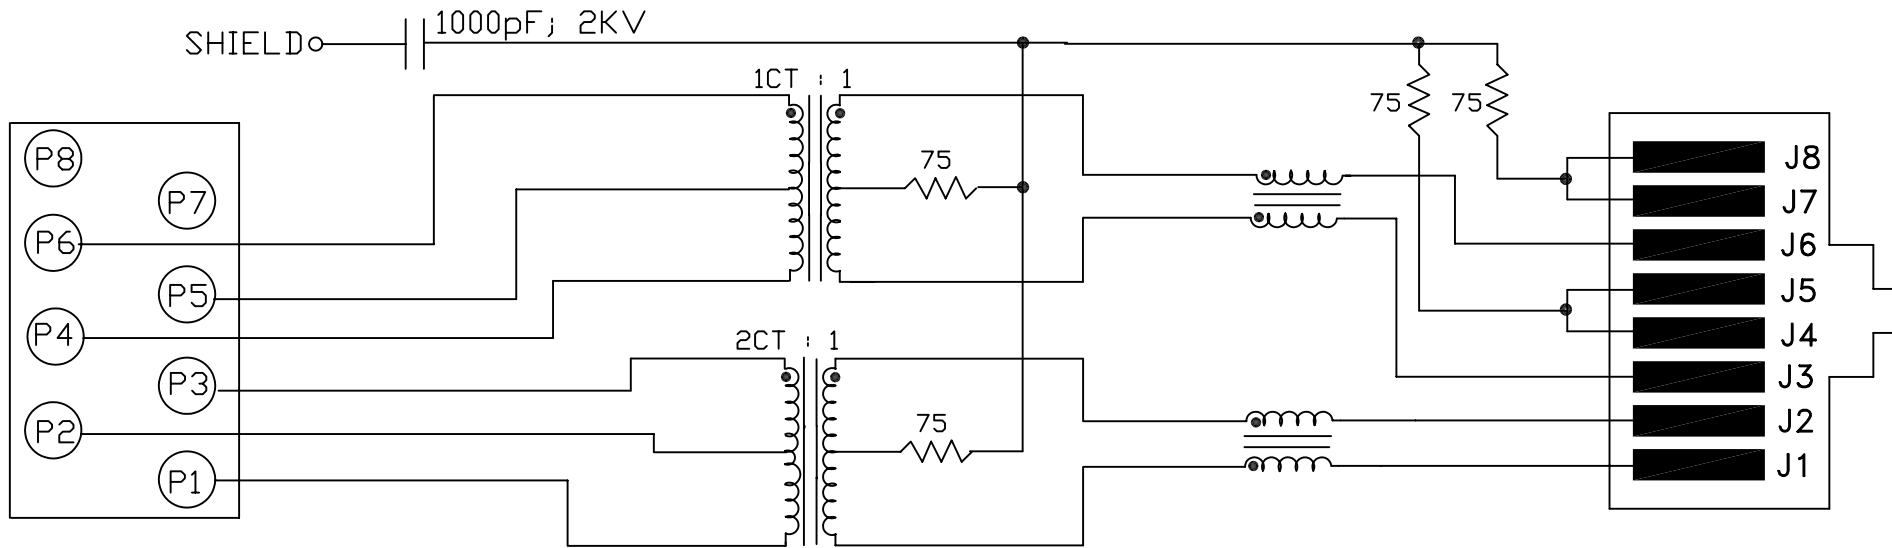 1000pF; 2KV
SHIELD
1CT : 1
75
75
75
P8
P7
P6
P5
P4
P3
P2
P1
2CT : 1
75
J8
J7
J6
J5
J4
J3
J2
J1